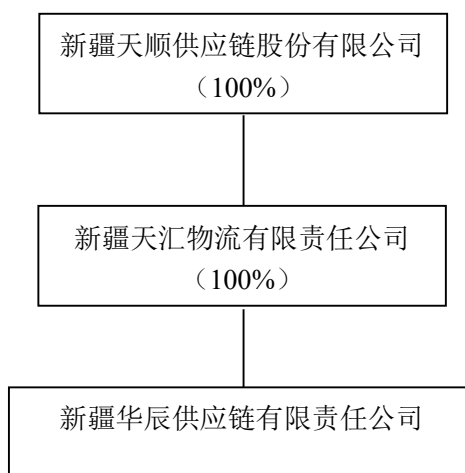 新疆天顺供应链股份有限公司
（100%）
新疆天汇物流有限责任公司
（100%）
新疆华辰供应链有限责任公司